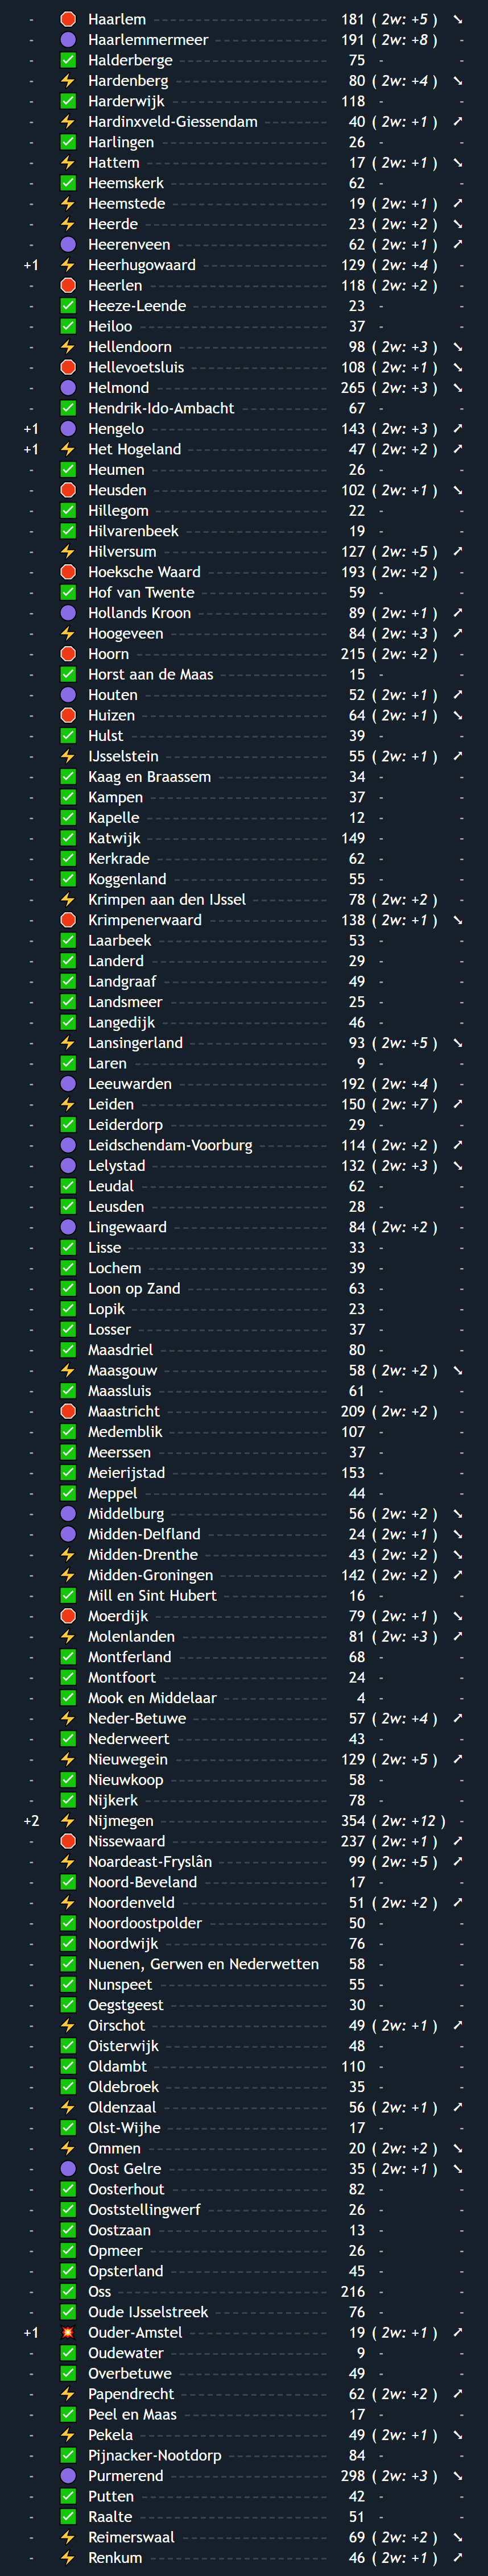 - 🛑 Haarlem 181 ( 2w: +5 ) ➘
- 🟣 Haarlemmermeer 191 ( 2w: +8 ) -
- ✅ Halderberge 75 - -
- ⚡ Hardenberg 80 ( 2w: +4 ) ➘
- ✅ Harderwijk 118 - -
- ⚡ Hardinxveld-Giessendam 40 ( 2w: +1 ) ➚
- ✅ Harlingen 26 - -
- ⚡ Hattem 17 ( 2w: +1 ) ➘
- ✅ Heemskerk 62 - -
- ⚡ Heemstede 19 ( 2w: +1 ) ➚
- ⚡ Heerde 23 ( 2w: +2 ) ➘
- 🟣 Heerenveen 62 ( 2w: +1 ) ➚
+1 ⚡ Heerhugowaard 129 ( 2w: +4 ) -
- 🛑 Heerlen 118 ( 2w: +2 ) -
- ✅ Heeze-Leende 23 - -
- ✅ Heiloo 37 - -
- ⚡ Hellendoorn 98 ( 2w: +3 ) ➘
- 🛑 Hellevoetsluis 108 ( 2w: +1 ) ➘
- 🟣 Helmond 265 ( 2w: +3 ) ➘
- ✅ Hendrik-Ido-Ambacht 67 - -
+1 🟣 Hengelo 143 ( 2w: +3 ) ➚
+1 ⚡ Het Hogeland 47 ( 2w: +2 ) ➚
- ✅ Heumen 26 - -
- 🛑 Heusden 102 ( 2w: +1 ) ➘
- ✅ Hillegom 22 - -
- ✅ Hilvarenbeek 19 - -
- ⚡ Hilversum 127 ( 2w: +5 ) ➚
- 🛑 Hoeksche Waard 193 ( 2w: +2 ) -
- ✅ Hof van Twente 59 - -
- 🟣 Hollands Kroon 89 ( 2w: +1 ) ➚
- ⚡ Hoogeveen 84 ( 2w: +3 ) ➚
- 🛑 Hoorn 215 ( 2w: +2 ) -
- ✅ Horst aan de Maas 15 - -
- 🟣 Houten 52 ( 2w: +1 ) ➚
- 🛑 Huizen 64 ( 2w: +1 ) ➘
- ✅ Hulst 39 - -
- ⚡ IJsselstein 55 ( 2w: +1 ) ➚
- ✅ Kaag en Braassem 34 - -
- ✅ Kampen 37 - -
- ✅ Kapelle 12 - -
- ✅ Katwijk 149 - -
- ✅ Kerkrade 62 - -
- ✅ Koggenland 55 - -
- ⚡ Krimpen aan den IJssel 78 ( 2w: +2 ) -
- 🛑 Krimpenerwaard 138 ( 2w: +1 ) ➘
- ✅ Laarbeek 53 - -
- ✅ Landerd 29 - -
- ✅ Landgraaf 49 - -
- ✅ Landsmeer 25 - -
- ✅ Langedijk 46 - -
- ⚡ Lansingerland 93 ( 2w: +5 ) ➘
- ✅ Laren 9 - -
- 🟣 Leeuwarden 192 ( 2w: +4 ) -
- ⚡ Leiden 150 ( 2w: +7 ) ➚
- ✅ Leiderdorp 29 - -
- 🟣 Leidschendam-Voorburg 114 ( 2w: +2 ) ➚
- 🟣 Lelystad 132 ( 2w: +3 ) ➘
- ✅ Leudal 62 - -
- ✅ Leusden 28 - -
- 🟣 Lingewaard 84 ( 2w: +2 ) -
- ✅ Lisse 33 - -
- ✅ Lochem 39 - -
- ✅ Loon op Zand 63 - -
- ✅ Lopik 23 - -
- ✅ Losser 37 - -
- ✅ Maasdriel 80 - -
- ⚡ Maasgouw 58 ( 2w: +2 ) ➘
- ✅ Maassluis 61 - -
- 🛑 Maastricht 209 ( 2w: +2 ) -
- ✅ Medemblik 107 - -
- ✅ Meerssen 37 - -
- ✅ Meierijstad 153 - -
- ✅ Meppel 44 - -
- 🟣 Middelburg 56 ( 2w: +2 ) ➘
- 🟣 Midden-Delfland 24 ( 2w: +1 ) ➘
- ⚡ Midden-Drenthe 43 ( 2w: +2 ) ➘
- ⚡ Midden-Groningen 142 ( 2w: +2 ) ➚
- ✅ Mill en Sint Hubert 16 - -
- 🛑 Moerdijk 79 ( 2w: +1 ) ➘
- ⚡ Molenlanden 81 ( 2w: +3 ) ➚
- ✅ Montferland 68 - -
- ✅ Montfoort 24 - -
- ✅ Mook en Middelaar 4 - -
- ⚡ Neder-Betuwe 57 ( 2w: +4 ) ➚
- ✅ Nederweert 43 - -
- ⚡ Nieuwegein 129 ( 2w: +5 ) ➚
- ✅ Nieuwkoop 58 - -
- ✅ Nijkerk 78 - -
+2 ⚡ Nijmegen 354 ( 2w: +12 ) -
- 🛑 Nissewaard 237 ( 2w: +1 ) ➚
- ⚡ Noardeast-Fryslân 99 ( 2w: +5 ) ➚
- ✅ Noord-Beveland 17 - -
- ⚡ Noordenveld 51 ( 2w: +2 ) ➚
- ✅ Noordoostpolder 50 - -
- ✅ Noordwijk 76 - -
- ✅ Nuenen, Gerwen en Nederwetten 58 - -
- ✅ Nunspeet 55 - -
- ✅ Oegstgeest 30 - -
- ⚡ Oirschot 49 ( 2w: +1 ) ➚
- ✅ Oisterwijk 48 - -
- ✅ Oldambt 110 - -
- ✅ Oldebroek 35 - -
- ⚡ Oldenzaal 56 ( 2w: +1 ) ➚
- ✅ Olst-Wijhe 17 - -
- ⚡ Ommen 20 ( 2w: +2 ) ➘
- 🟣 Oost Gelre 35 ( 2w: +1 ) ➘
- ✅ Oosterhout 82 - -
- ✅ Ooststellingwerf 26 - -
- ✅ Oostzaan 13 - -
- ✅ Opmeer 26 - -
- ✅ Opsterland 45 - -
- ✅ Oss 216 - -
- ✅ Oude IJsselstreek 76 - -
+1 💥 Ouder-Amstel 19 ( 2w: +1 ) ➚
- ✅ Oudewater 9 - -
- ✅ Overbetuwe 49 - -
- ⚡ Papendrecht 62 ( 2w: +2 ) ➚
- ✅ Peel en Maas 17 - -
- ⚡ Pekela 49 ( 2w: +1 ) ➘
- ✅ Pijnacker-Nootdorp 84 - -
- 🟣 Purmerend 298 ( 2w: +3 ) ➘
- ✅ Putten 42 - -
- ✅ Raalte 51 - -
- ⚡ Reimerswaal 69 ( 2w: +2 ) ➘
- ⚡ Renkum 46 ( 2w: +1 ) ➚